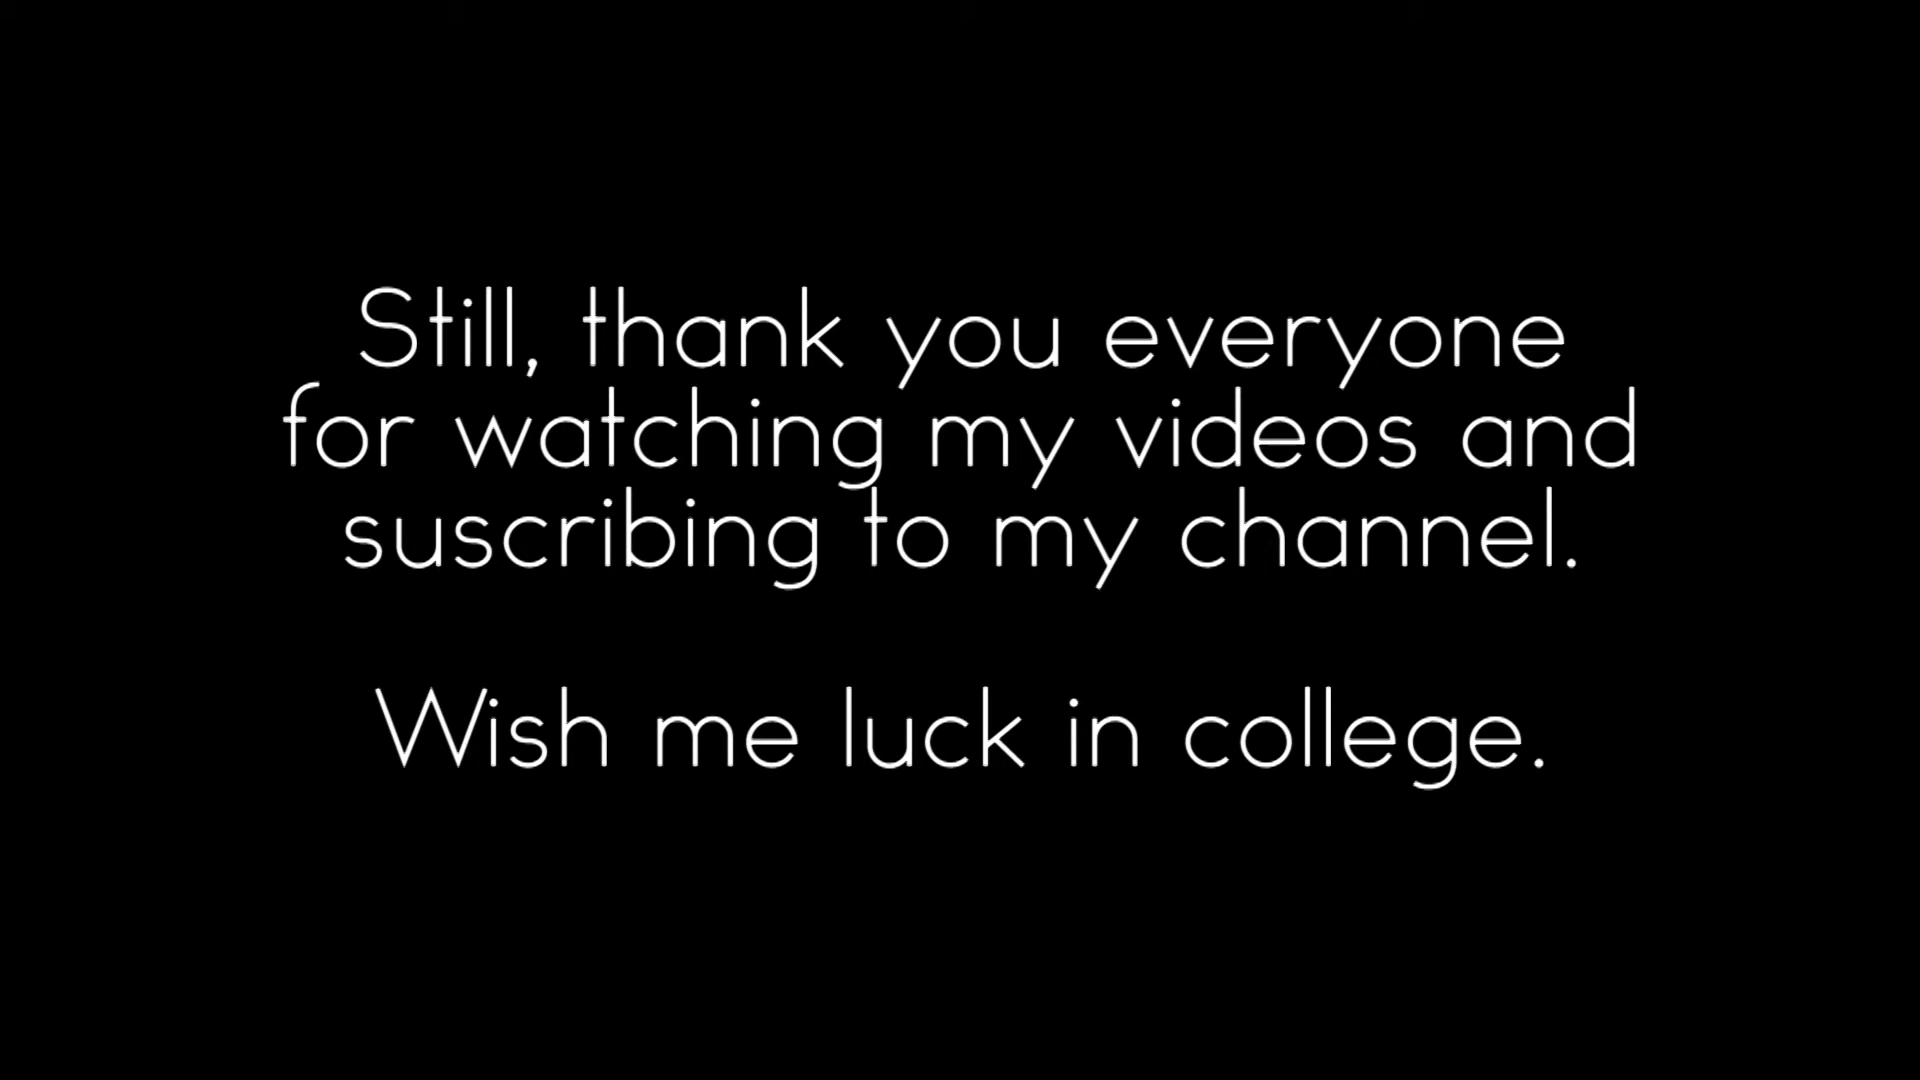 Still, thank you everyone
for watching my videos and
suscribing to my channel.
Wish me luck in college.